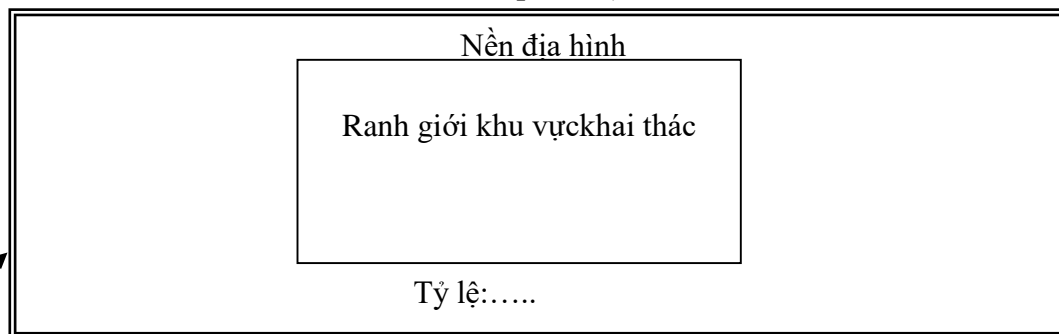 Nền địa hình
Ranh giới khu vựckhai thác
Tỷ lệ:…..